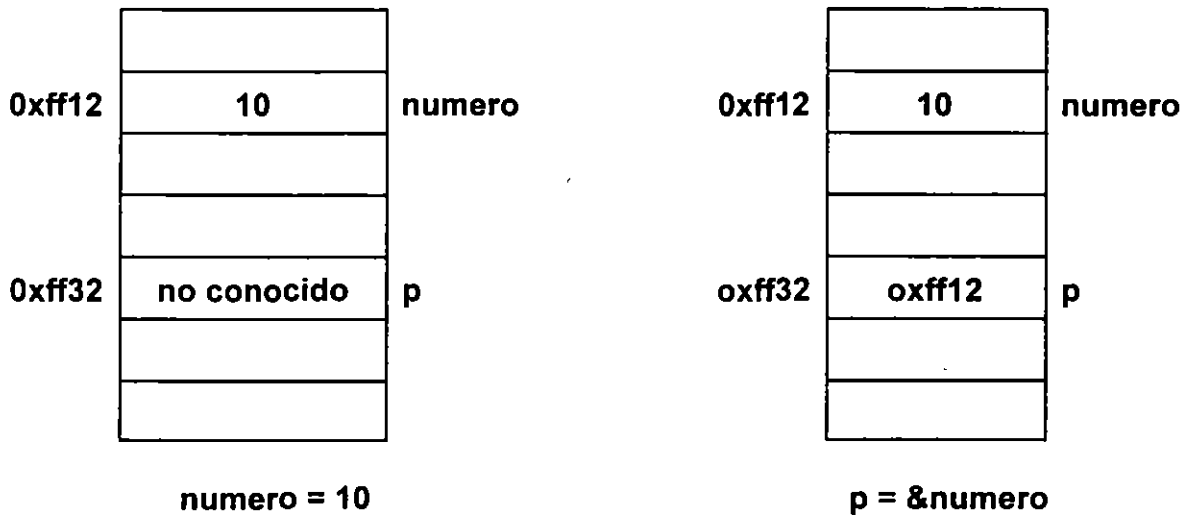 0xff12 10 numero
0xff32 no conocido p
numero = 10
0xff12 10 numero
oxff32 oxff12 p
p = &numero